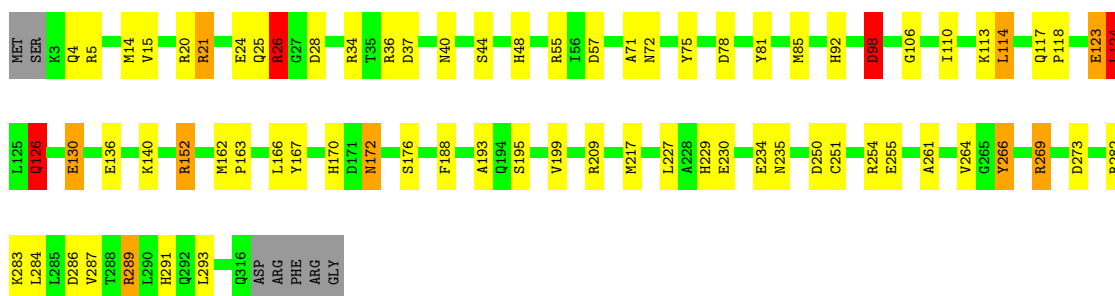 MET SER K3 Q4 R5 M14 V15 R20 R21 E24 Q25 R26 G27 D28 R34 T35 R36 D37 N40 S44 H48 R55 I56 D57 A71 N72 Y75 D78 Y81 M85 H92 D98 G106 I110 K113 L114 Q117 P118 E123 L124
L125 Q126 E130 E136 K140 R152 M162 P163 L166 Y167 H170 D171 N172 S176 F188 A193 Q194 S195 V199 R209 M217 L227 A228 H229 E230 E234 N235 D250 C251 R254 E255 A261 V264 G265 Y266 R269 D273
K283 L284 L285 D286 V287 T288 R289 L290 H291 Q292 L293 Q316 ASP ARG PHE ARG GLY